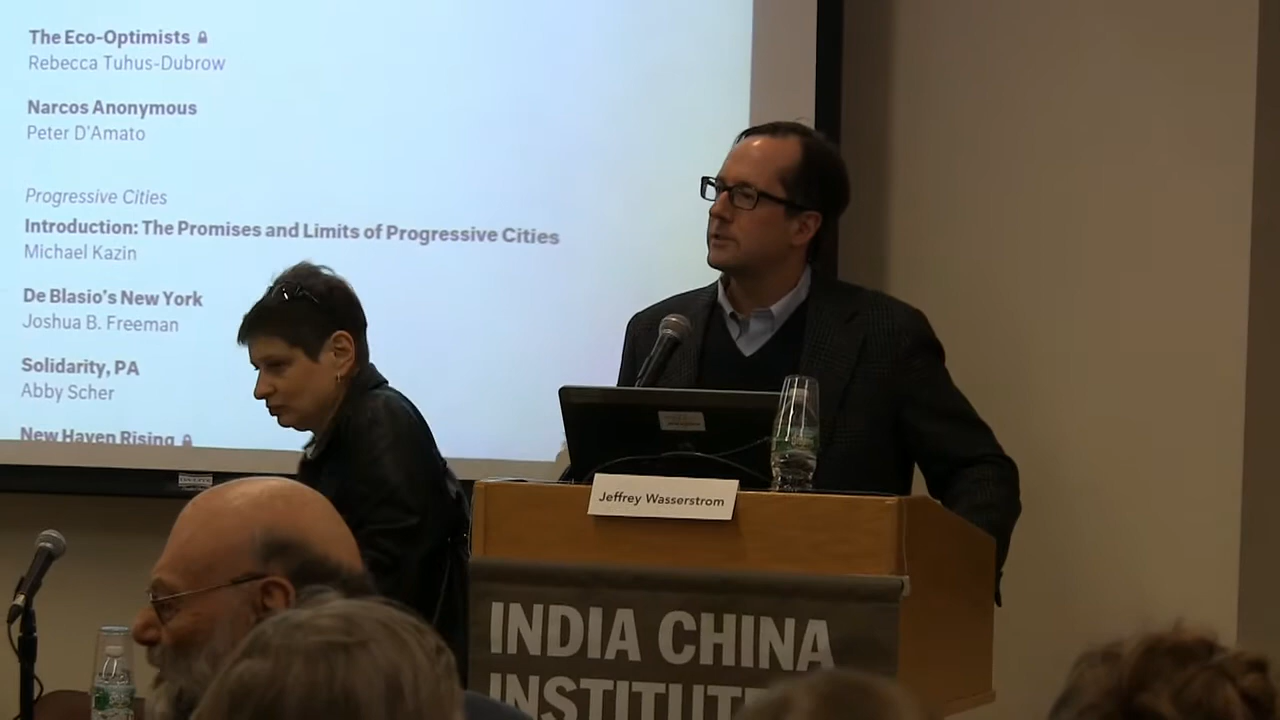 The Eco-Optimists
Rebecca Tuhus-Dubrow
Narcos Anonymous
Peter D'Amato
Progressive Cities
Introduction: The Promises and Limits of Progressive Cities
Michael Kazin
De Blasio's New York
Joshua B. Freeman
Solidarity, PA
Abby Scher
New Haven Rising
Jeffrey Wasserstrom
INDIA CHINA
INSTITUTE